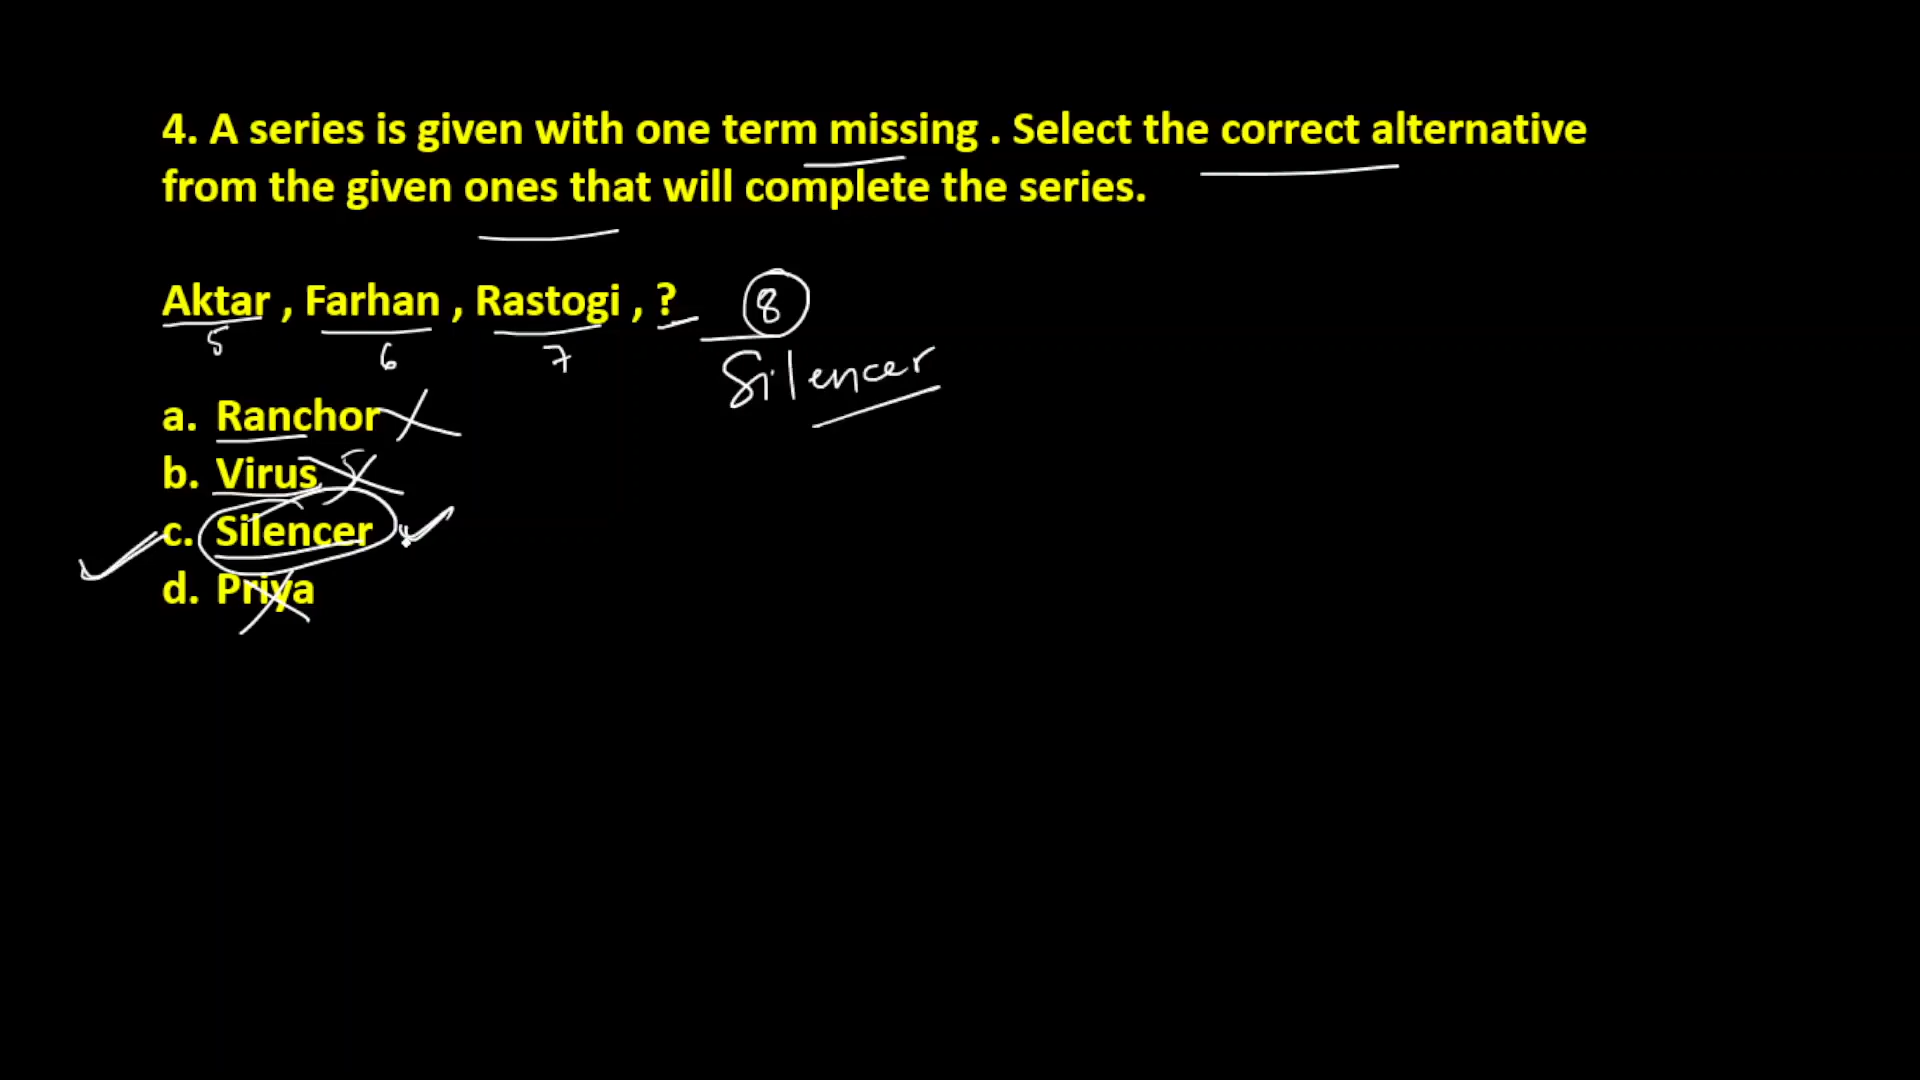 4. A series is given with one term missing . Select the correct alternative
from the given ones that will complete the series.
Aktar , Farhan , Rastogi , ? 8
5 6 7 Silencer
a. Ranchor
b. Virus 5
c. Silencer
d. Priya